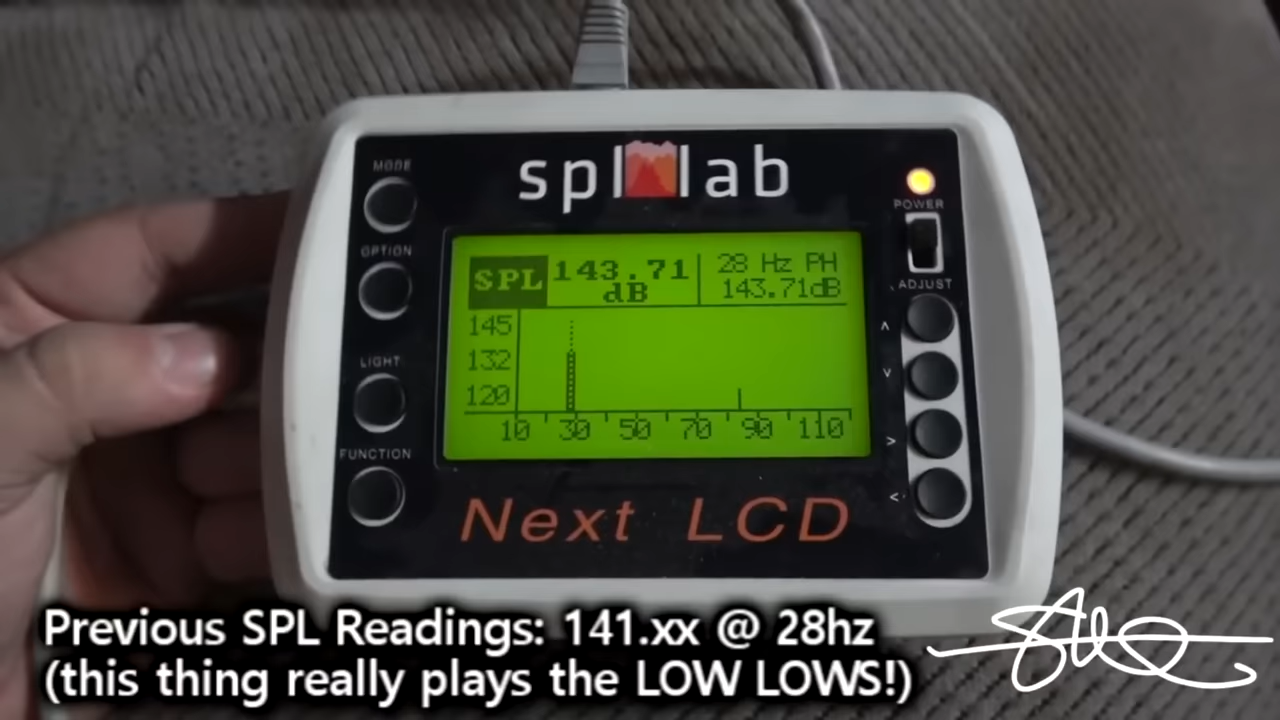 MODE
spl lab
POWER
OPTION
SPL 143.71 dB
28 Hz PH
143.71dB
ADJUST
145
132
120
10 30 50 70 90 110
LIGHT
FUNCTION
^
v
>
<
Next LCD
Previous SPL Readings: 141.xx @ 28hz
(this thing really plays the LOW LOWS!)